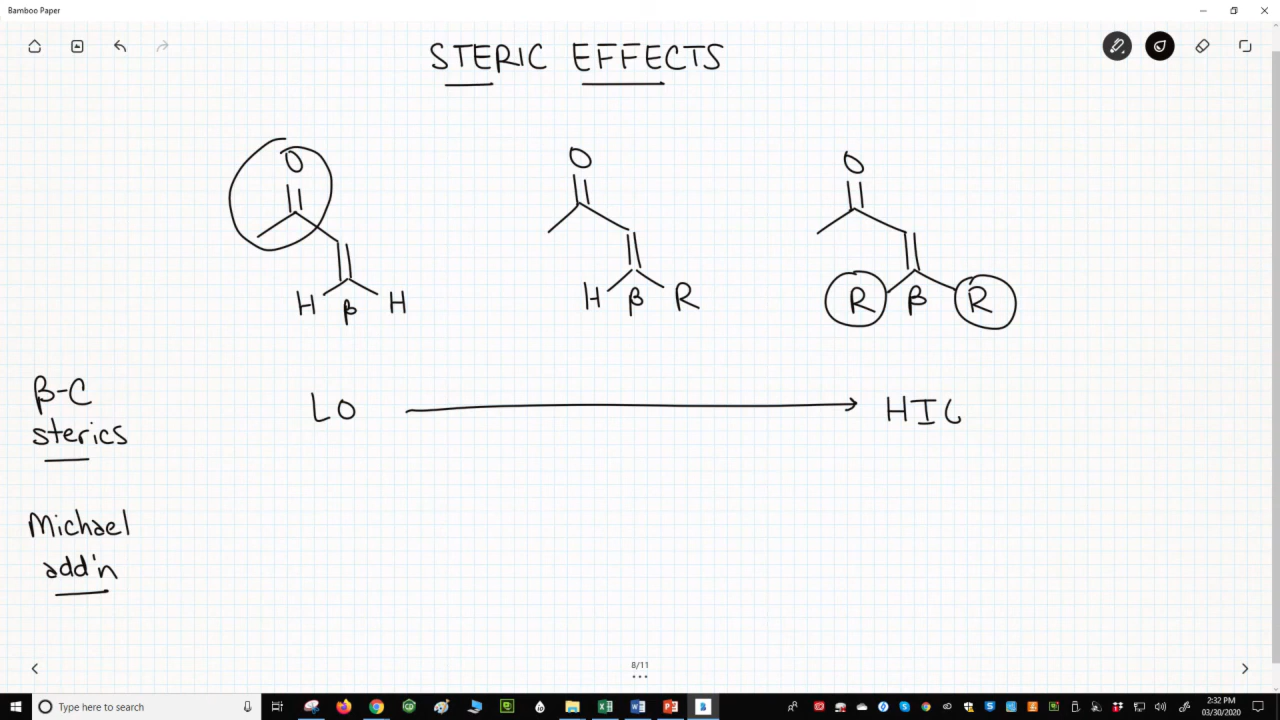 Bamboo Paper
STERIC EFFECTS
O O O
H β H H β R R β R
β-C
sterics
LO HIG
Michael
add'n
8/11
Type here to search
2:32 PM
03/30/2020